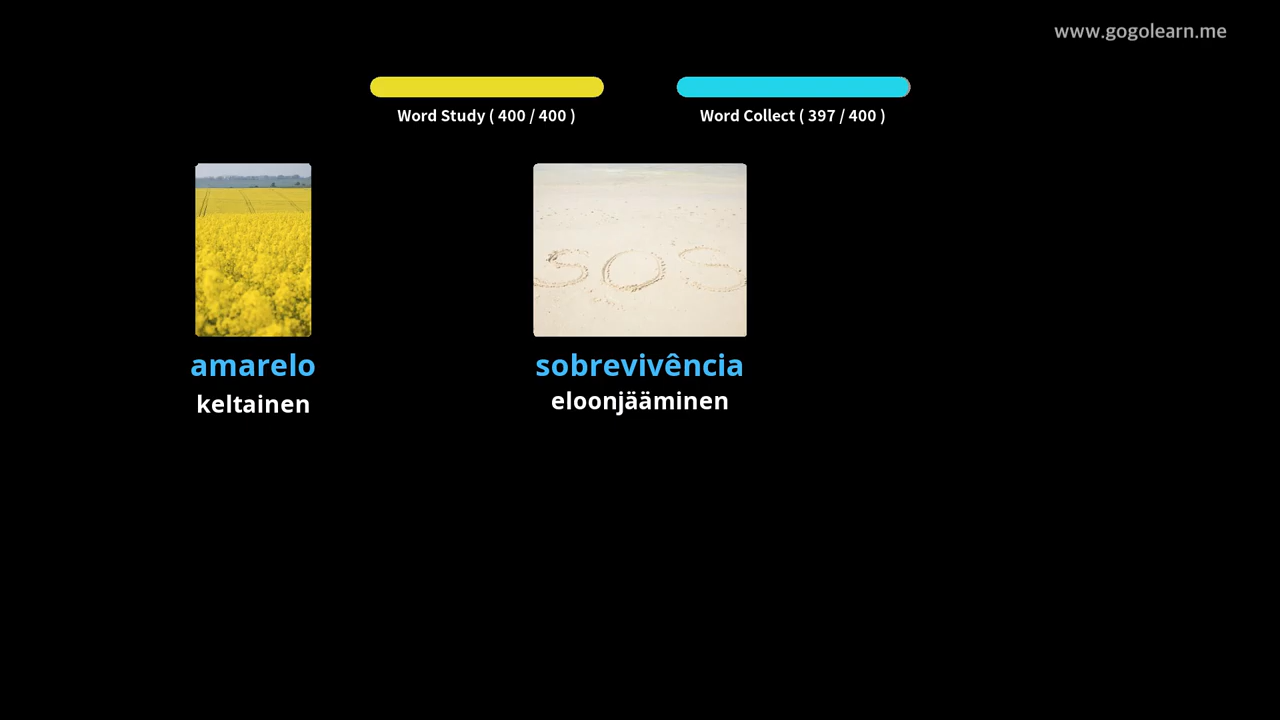 www.gogolearn.me
Word Study ( 400 / 400 )
Word Collect ( 397 / 400 )
SOS
amarelo
keltainen
sobrevivência
eloonjääminen